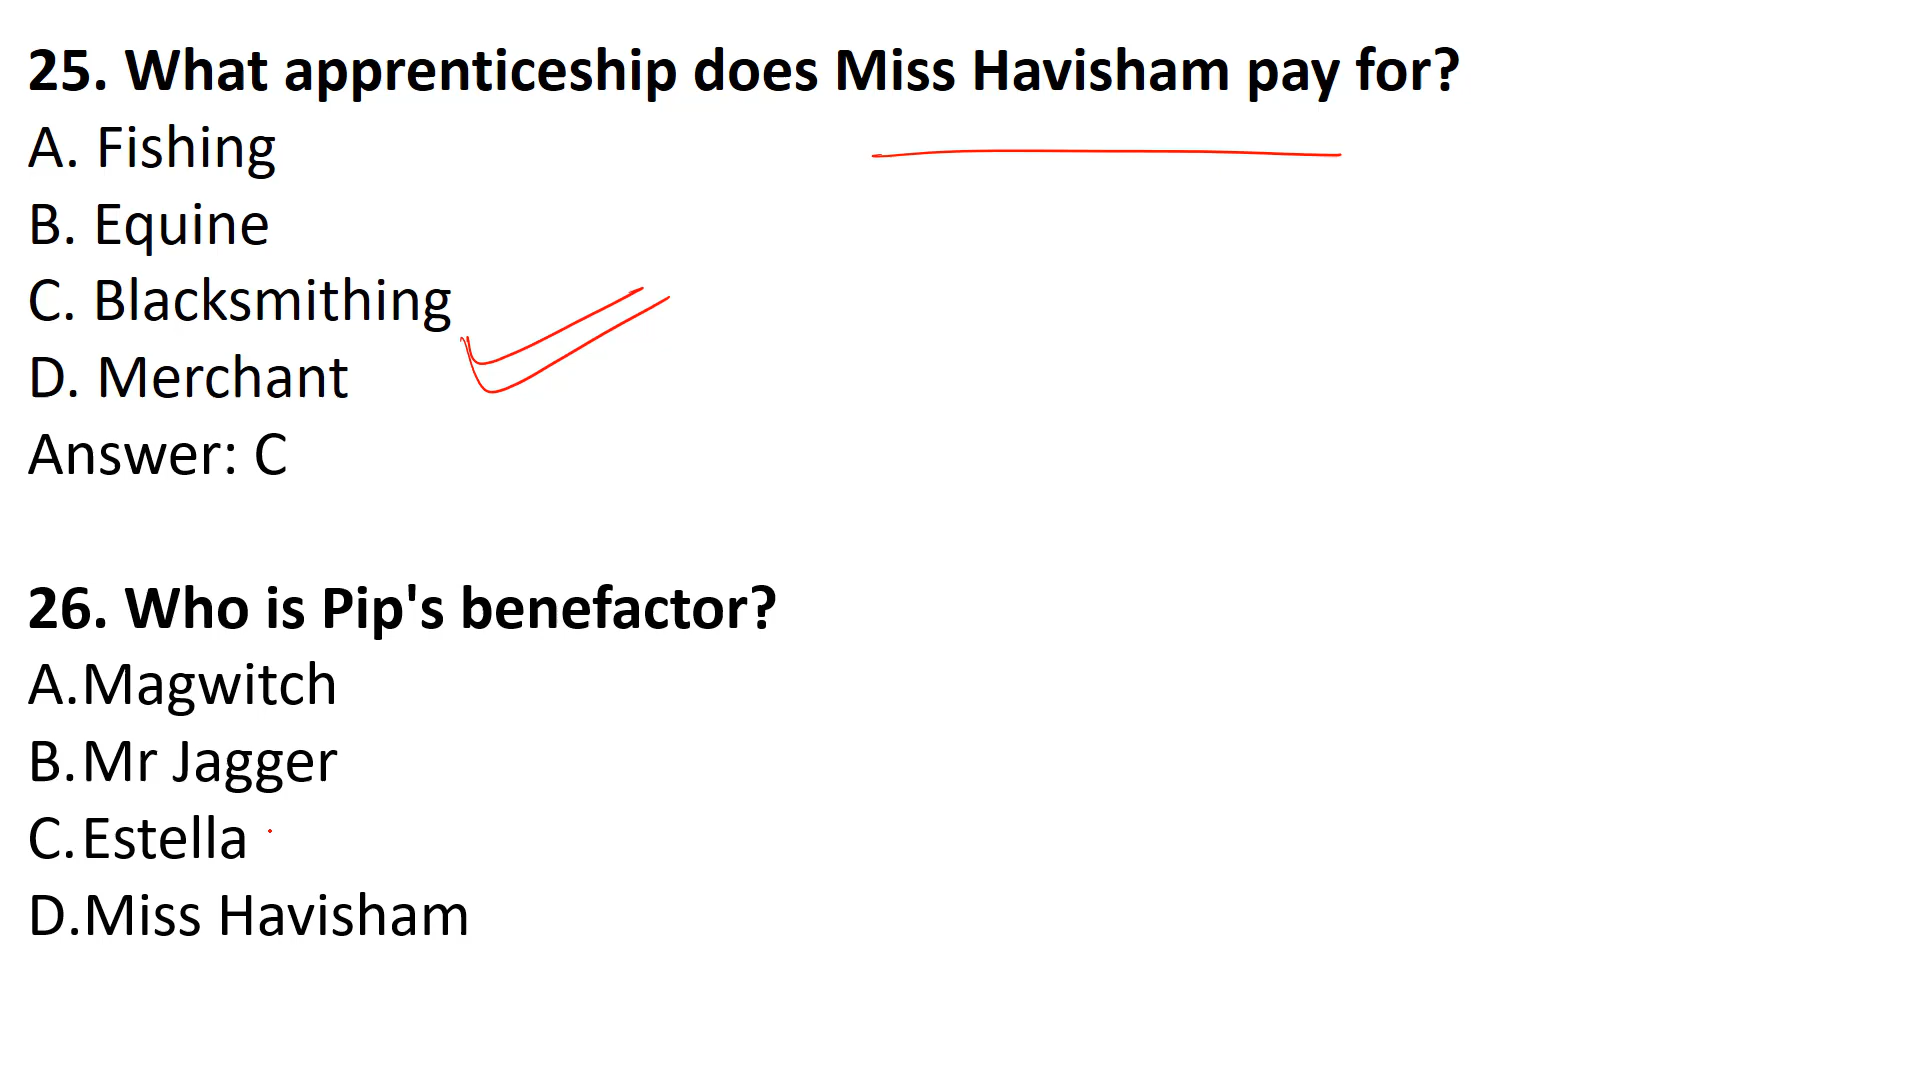 25. What apprenticeship does Miss Havisham pay for?
A. Fishing
B. Equine
C. Blacksmithing
D. Merchant
Answer: C
26. Who is Pip's benefactor?
A.Magwitch
B.Mr Jagger
C.Estella
D.Miss Havisham